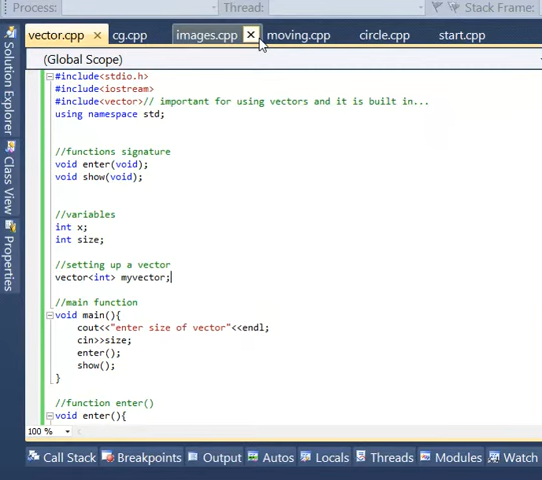 Process: Thread: Stack Frame:
vector.cpp cg.cpp images.cpp moving.cpp circle.cpp start.cpp
Solution Explorer
Class View
Properties
(Global Scope)
#include<stdio.h>
#include<iostream>
#include<vector>// important for using vectors and it is built in...
using namespace std;
//functions signature
void enter(void);
void show(void);
//variables
int x;
int size;
//setting up a vector
vector<int> myvector;
//main function
void main(){
cout<<"enter size of vector"<<endl;
cin>>size;
enter();
show();
}
//function enter()
void enter(){
100 %
Call Stack Breakpoints Output Autos Locals Threads Modules Watch